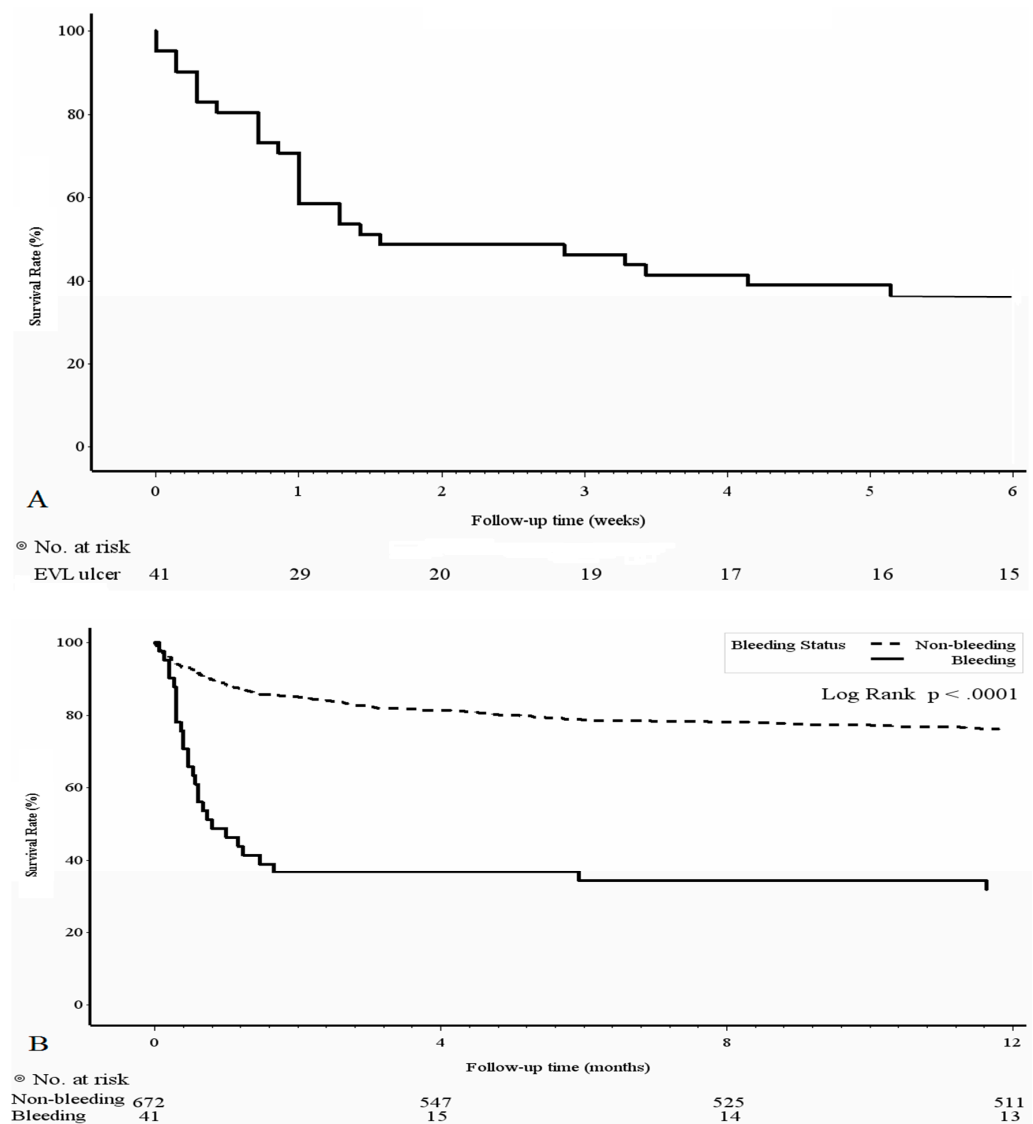 100
80
60
40
20
0
Survival Rate (%)
0 1 2 3 4 5 6
Follow-up time (weeks)
A
⊚ No. at risk
EVL ulcer 41 29 20 19 17 16 15
100
80
60
40
20
0
Survival Rate (%)
Bleeding Status Non-bleeding
Bleeding
Log Rank p < .0001
0 4 8 12
Follow-up time (months)
B
⊚ No. at risk
Non-bleeding 672 547 525 511
Bleeding 41 15 14 13